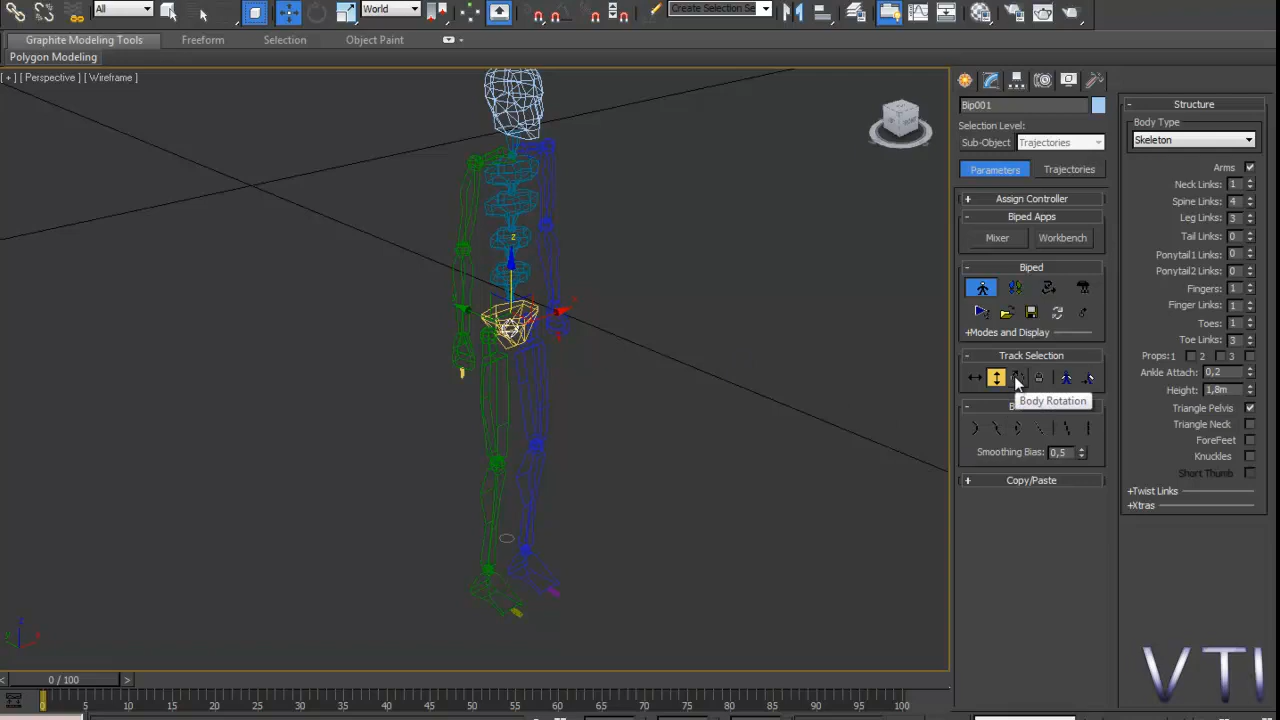 All
World
Create Selection Se
Graphite Modeling Tools
Freeform
Selection
Object Paint
Polygon Modeling
[ + ] [ Perspective ] [ Wireframe ]
z
x
Bip001
Selection Level:
Sub-Object
Trajectories
Parameters
Trajectories
+ Assign Controller
- Biped Apps
Mixer
Workbench
- Biped
+Modes and Display
- Track Selection
Body Rotation
Smoothing Bias: 0,5
+ Copy/Paste
- Structure
Body Type
Skeleton
Arms
Neck Links: 1
Spine Links: 4
Leg Links: 3
Tail Links: 0
Ponytail1 Links: 0
Ponytail2 Links: 0
Fingers: 1
Finger Links: 1
Toes: 1
Toe Links: 3
Props: 1 2 3
Ankle Attach: 0,2
Height: 1,8m
Triangle Pelvis
Triangle Neck
ForeFeet
Knuckles
Short Thumb
+Twist Links
+Xtras
< 0 / 100 >
0 5 10 15 20 25 30 35 40 45 50 55 60 65 70 75 80 85 90 95 100
VTI